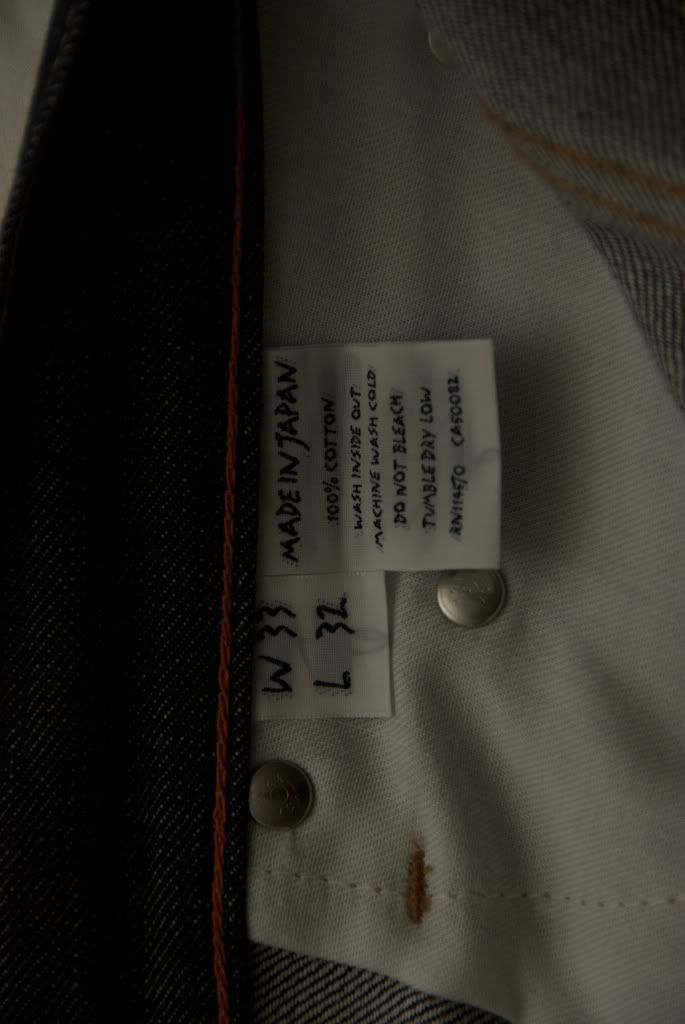 MADE IN JAPAN
100% COTTON
WASH INSIDE OUT
MACHINE WASH COLD
DO NOT BLEACH
TUMBLE DRY LOW
RN114570 CA50082
W 33
L 32